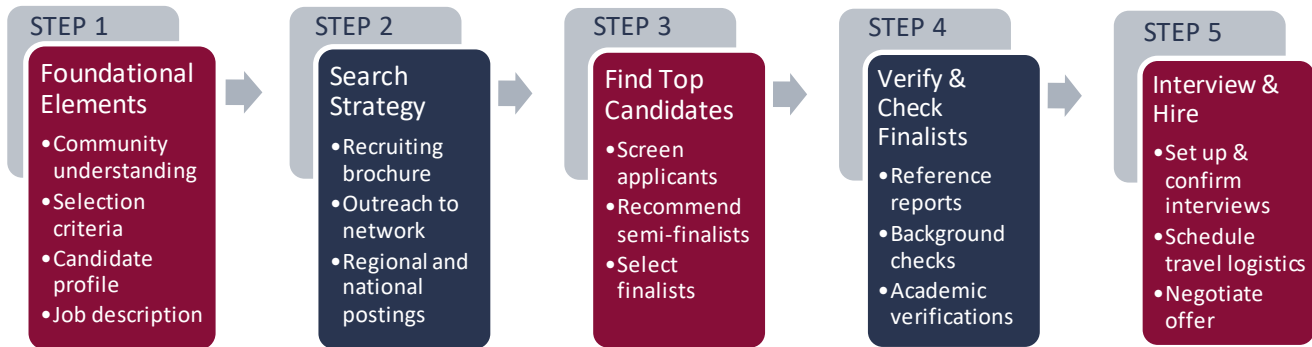 STEP 1
Foundational
Elements
•Community
understanding
•Selection
criteria
•Candidate
profile
•Job description
STEP 2
Search
Strategy
•Recruiting
brochure
•Outreach to
network
•Regional and
national
postings
STEP 3
Find Top
Candidates
•Screen
applicants
•Recommend
semi-finalists
•Select
finalists
STEP 4
Verify &
Check
Finalists
•Reference
reports
•Background
checks
•Academic
verifications
STEP 5
Interview &
Hire
•Set up &
confirm
interviews
•Schedule
travel logistics
•Negotiate
offer